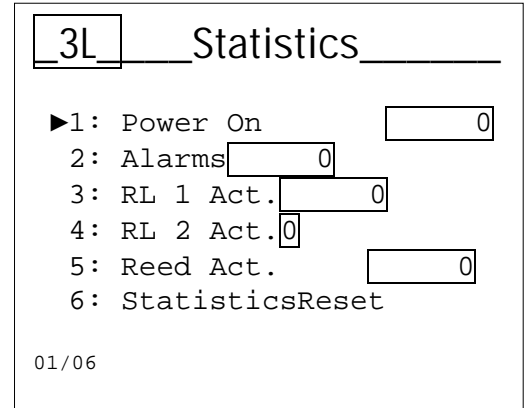 _3L_____Statistics_______
►1: Power On 0
2: Alarms 0
3: RL 1 Act. 0
4: RL 2 Act.0
5: Reed Act. 0
6: StatisticsReset
01/06